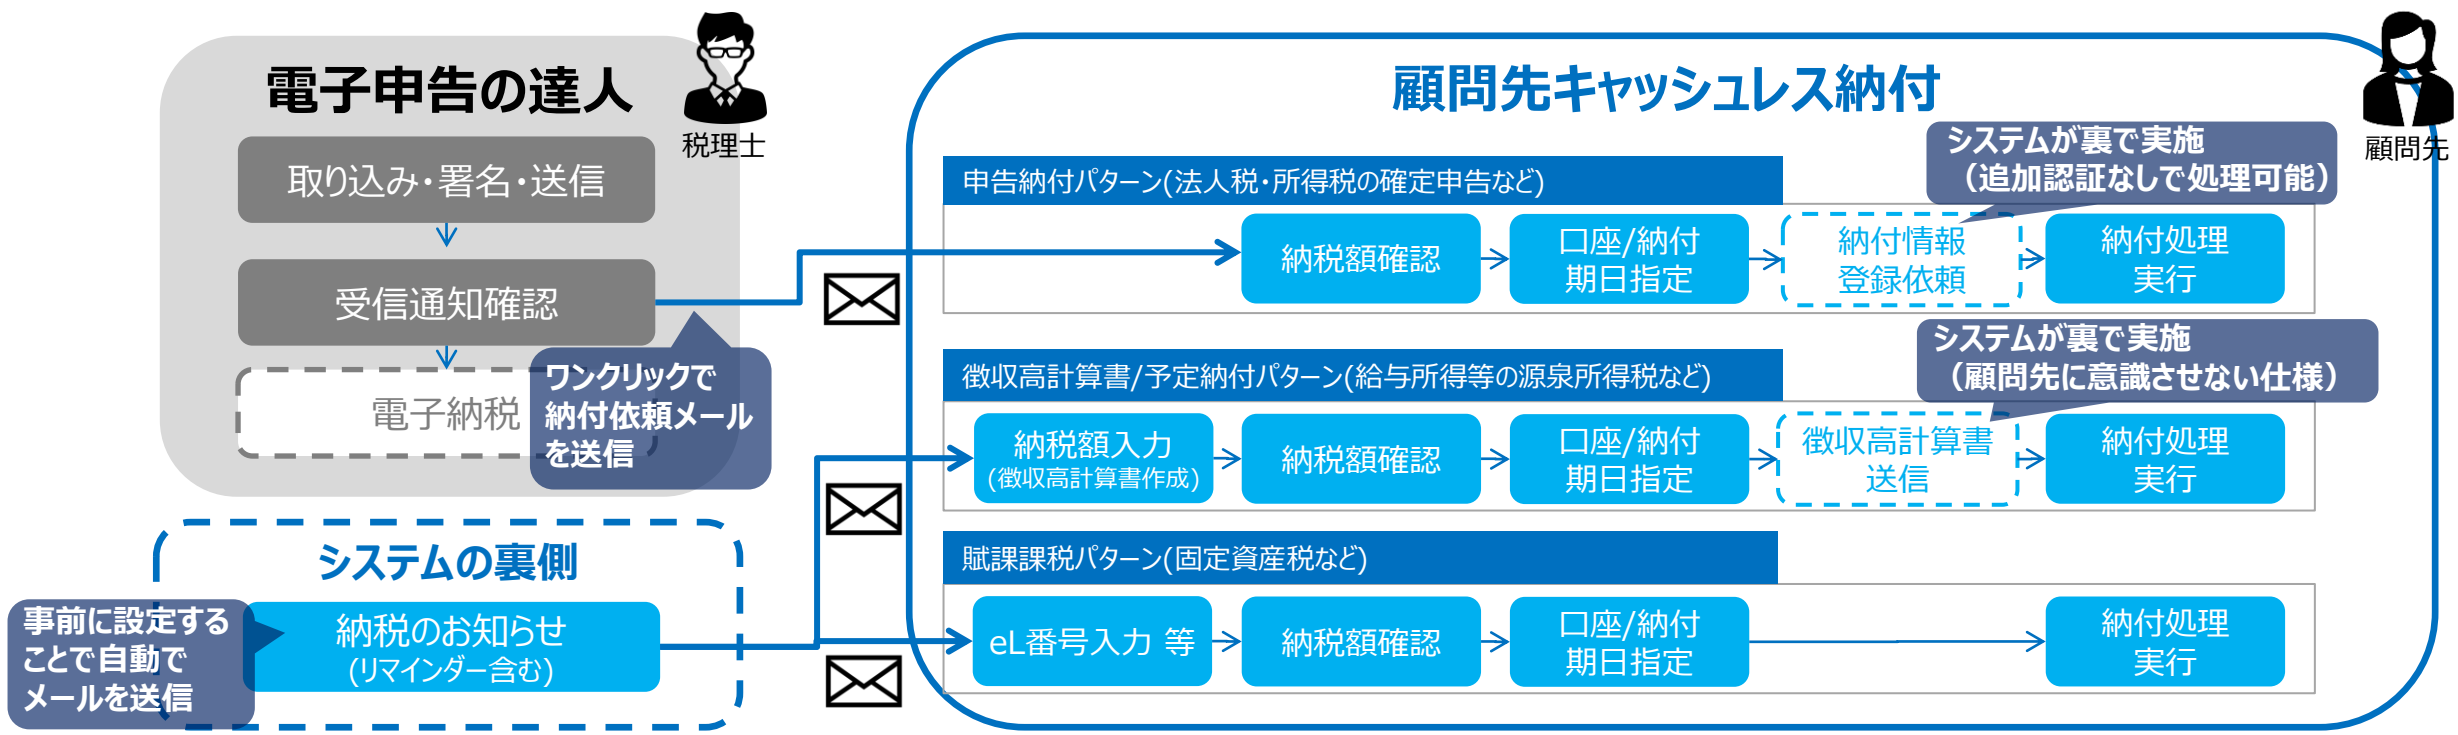 電子申告の達人
税理士
取り込み・署名・送信
受信通知確認
電子納税
ワンクリックで
納付依頼メール
を送信
システムの裏側
納税のお知らせ
(リマインダー含む)
事前に設定する
ことで自動で
メールを送信
顧問先キャッシュレス納付
顧問先
申告納付パターン(法人税・所得税の確定申告など)
システムが裏で実施
（追加認証なしで処理可能）
納税額確認
口座/納付
期日指定
納付情報
登録依頼
納付処理
実行
徴収高計算書/予定納付パターン(給与所得等の源泉所得税など)
システムが裏で実施
（顧問先に意識させない仕様）
納税額入力
(徴収高計算書作成)
納税額確認
口座/納付
期日指定
徴収高計算書
送信
納付処理
実行
賦課課税パターン(固定資産税など)
eL番号入力 等
納税額確認
口座/納付
期日指定
納付処理
実行